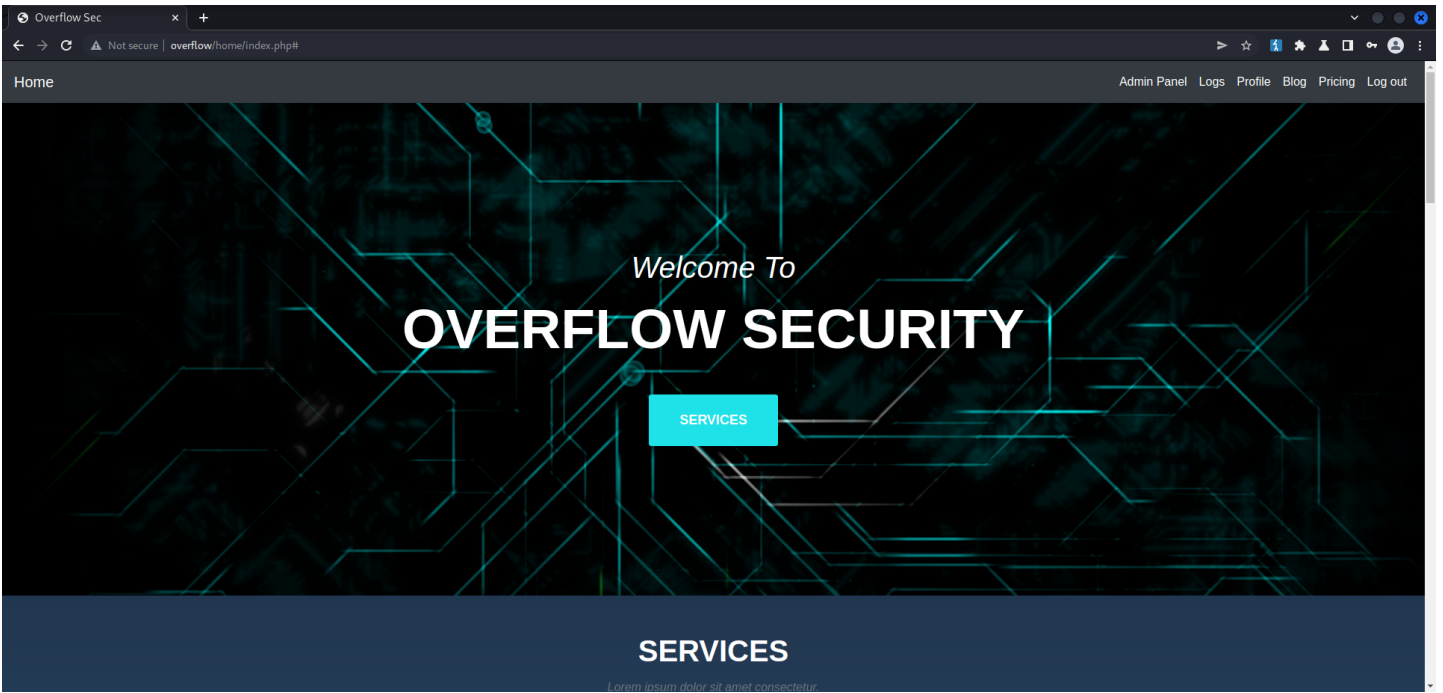 Overflow Sec
Not secure | overflow/home/index.php#
Home
Admin Panel Logs Profile Blog Pricing Log out
Welcome To
OVERFLOW SECURITY
SERVICES
SERVICES
Lorem ipsum dolor sit amet consectetur.